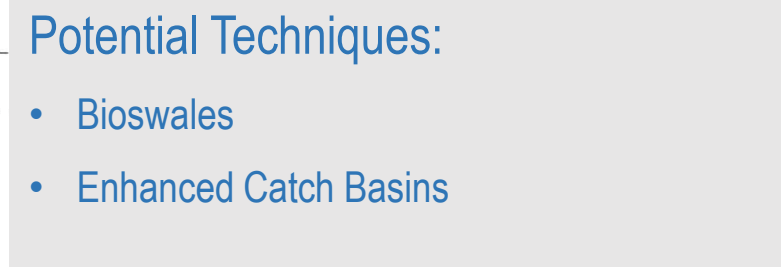 Potential Techniques:
• Bioswales
• Enhanced Catch Basins